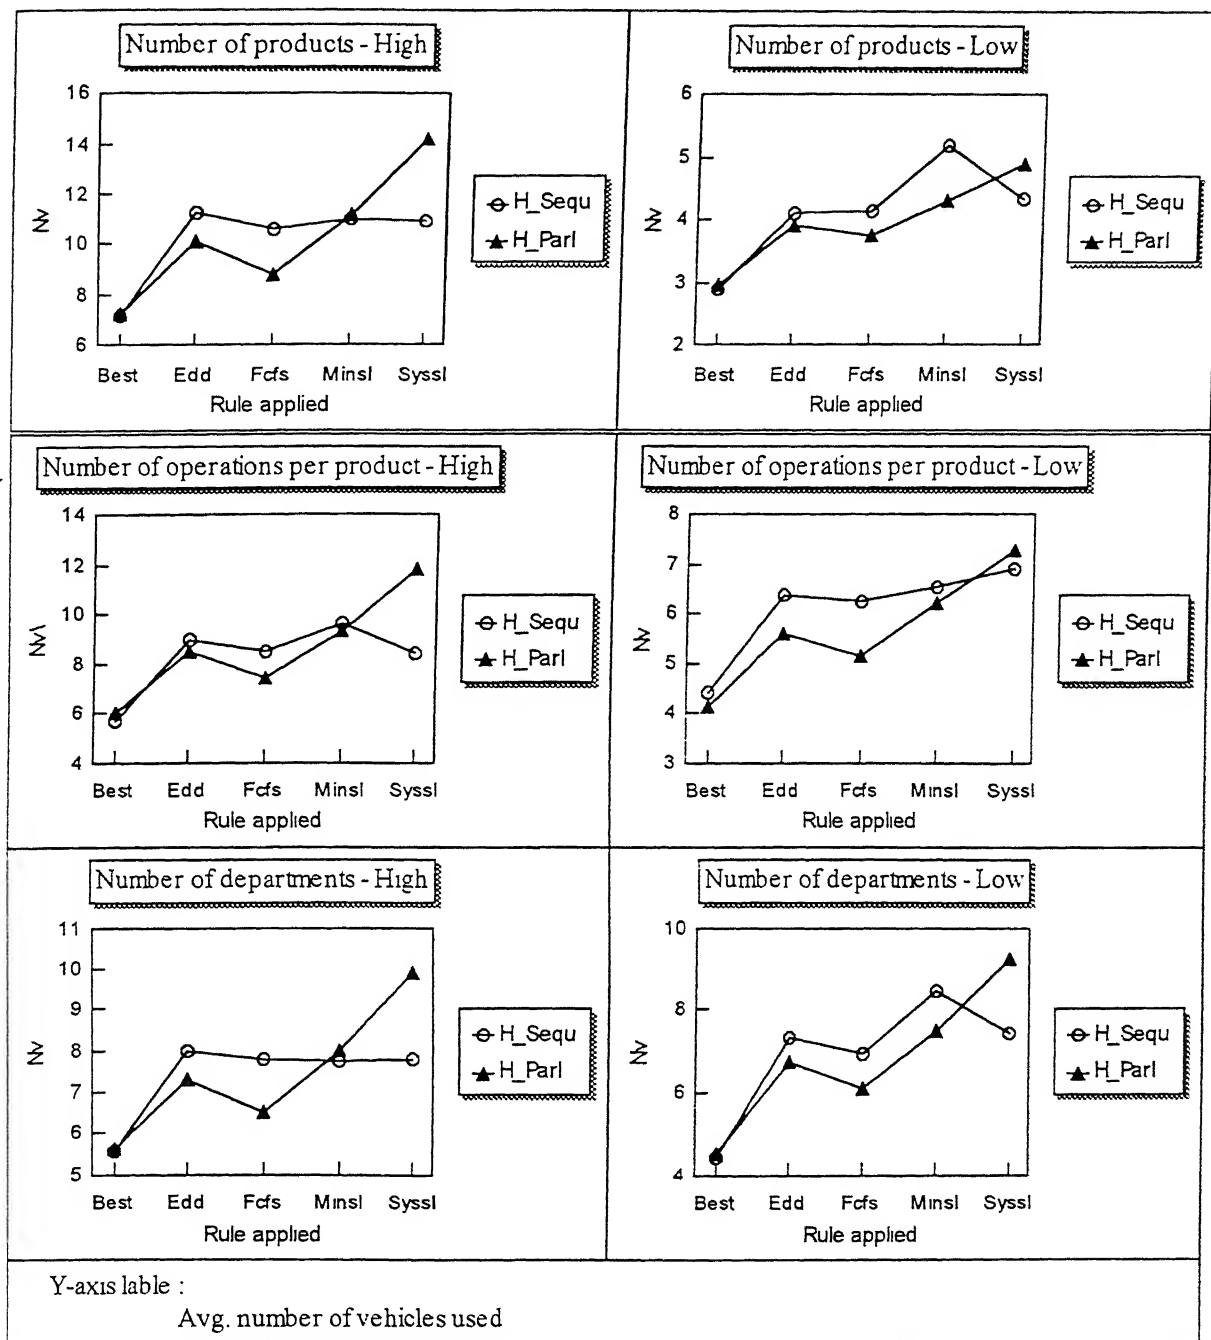 Number of products - High
16
14
12
10
8
6
Nv
Best Edd Fcfs Minsl Syssl
Rule applied
H_Sequ
H_Parl
Number of products - Low
6
5
4
3
2
Nv
Best Edd Fcfs Minsl Syssl
Rule applied
H_Sequ
H_Parl
Number of operations per product - High
14
12
10
8
6
4
Nv\
Best Edd Fcfs Minsl Syssl
Rule applied
H_Sequ
H_Parl
Number of operations per product - Low
8
7
6
5
4
3
Nv
Best Edd Fcfs Minsl Syssl
Rule applied
H_Sequ
H_Parl
Number of departments - High
11
10
9
8
7
6
5
Nv
Best Edd Fcfs Minsl Syssl
Rule applied
H_Sequ
H_Parl
Number of departments - Low
10
8
6
4
Nv
Best Edd Fcfs Minsl Syssl
Rule applied
H_Sequ
H_Parl
Y-axis lable :
Avg. number of vehicles used